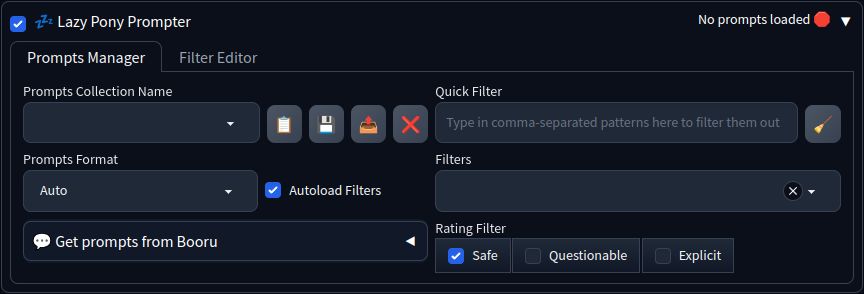 Lazy Pony Prompter
No prompts loaded
Prompts Manager
Filter Editor
Prompts Collection Name
Quick Filter
Type in comma-separated patterns here to filter them out
Prompts Format
Filters
Auto
Autoload Filters
Get prompts from Booru
Rating Filter
Safe
Questionable
Explicit